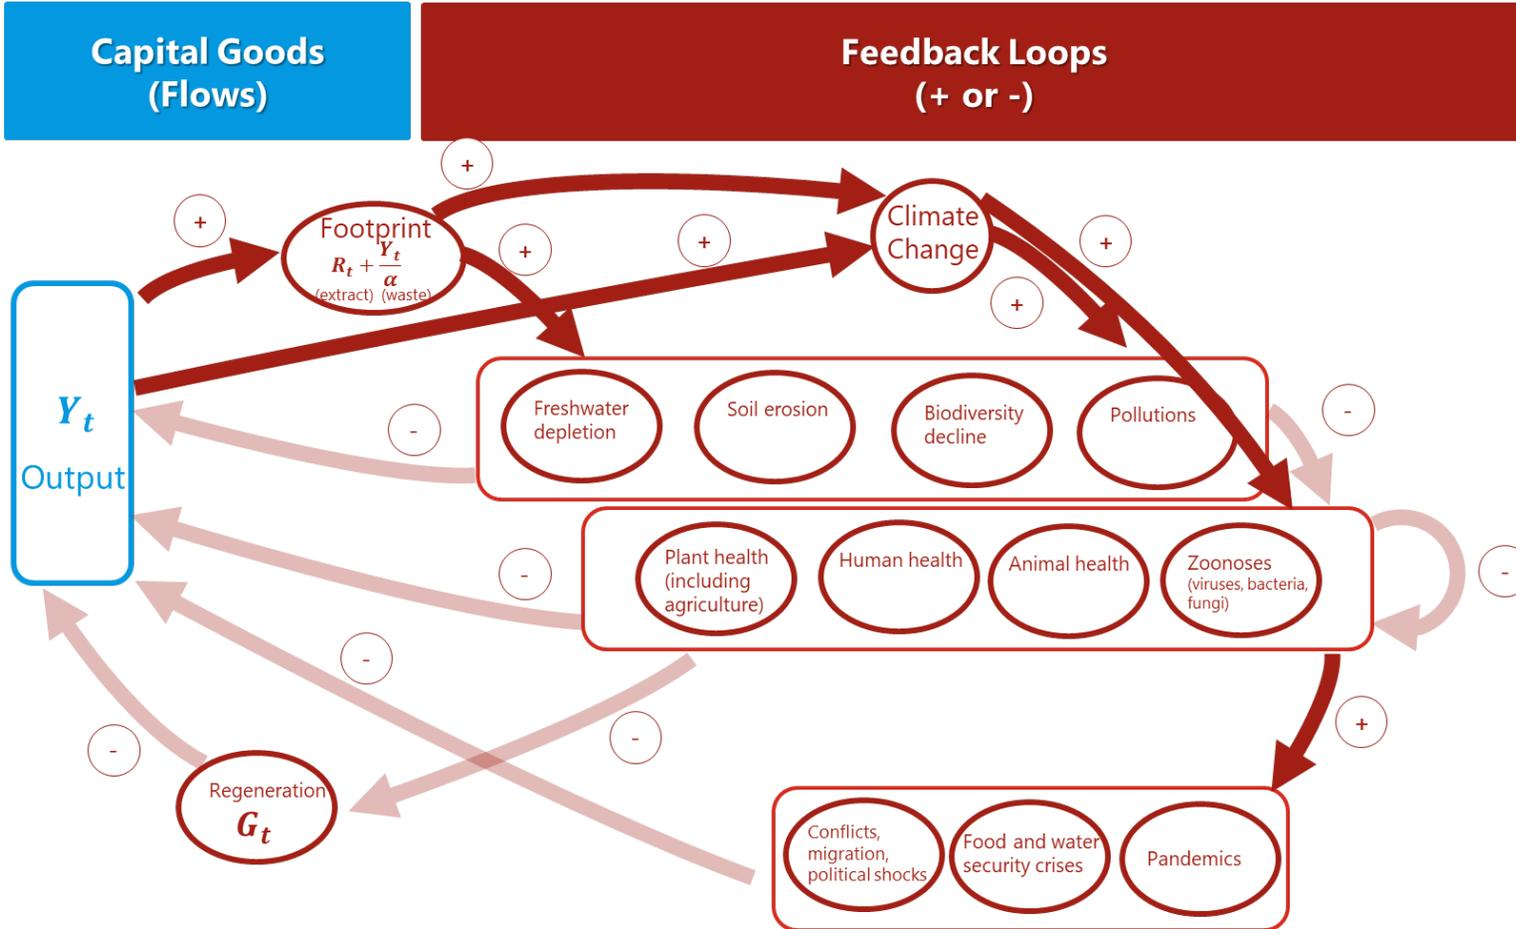 Capital Goods
(Flows)
Feedback Loops
(+ or -)
+
+
Footprint
R_t + Y_t/α
(extract) (waste)
+
+
Climate
Change
+
+
Y_t
Output
Freshwater
depletion
Soil erosion
Biodiversity
decline
Pollutions
-
-
Plant health
(including
agriculture)
Human health
Animal health
Zoonoses
(viruses, bacteria,
fungi)
-
-
-
-
-
+
Regeneration
G_t
Conflicts,
migration,
political shocks
Food and water
security crises
Pandemics